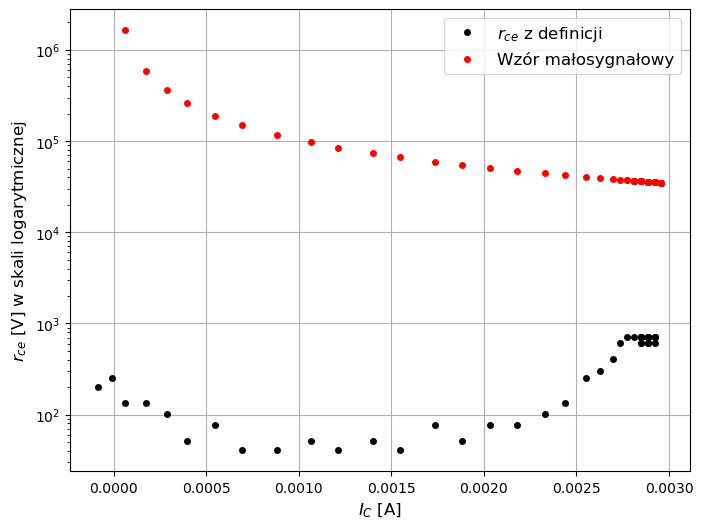 r_ce z definicji
Wzór małosygnałowy
r_ce [V] w skali logarytmicznej
10^6
10^5
10^4
10^3
10^2
0.0000 0.0005 0.0010 0.0015 0.0020 0.0025 0.0030
I_C [A]